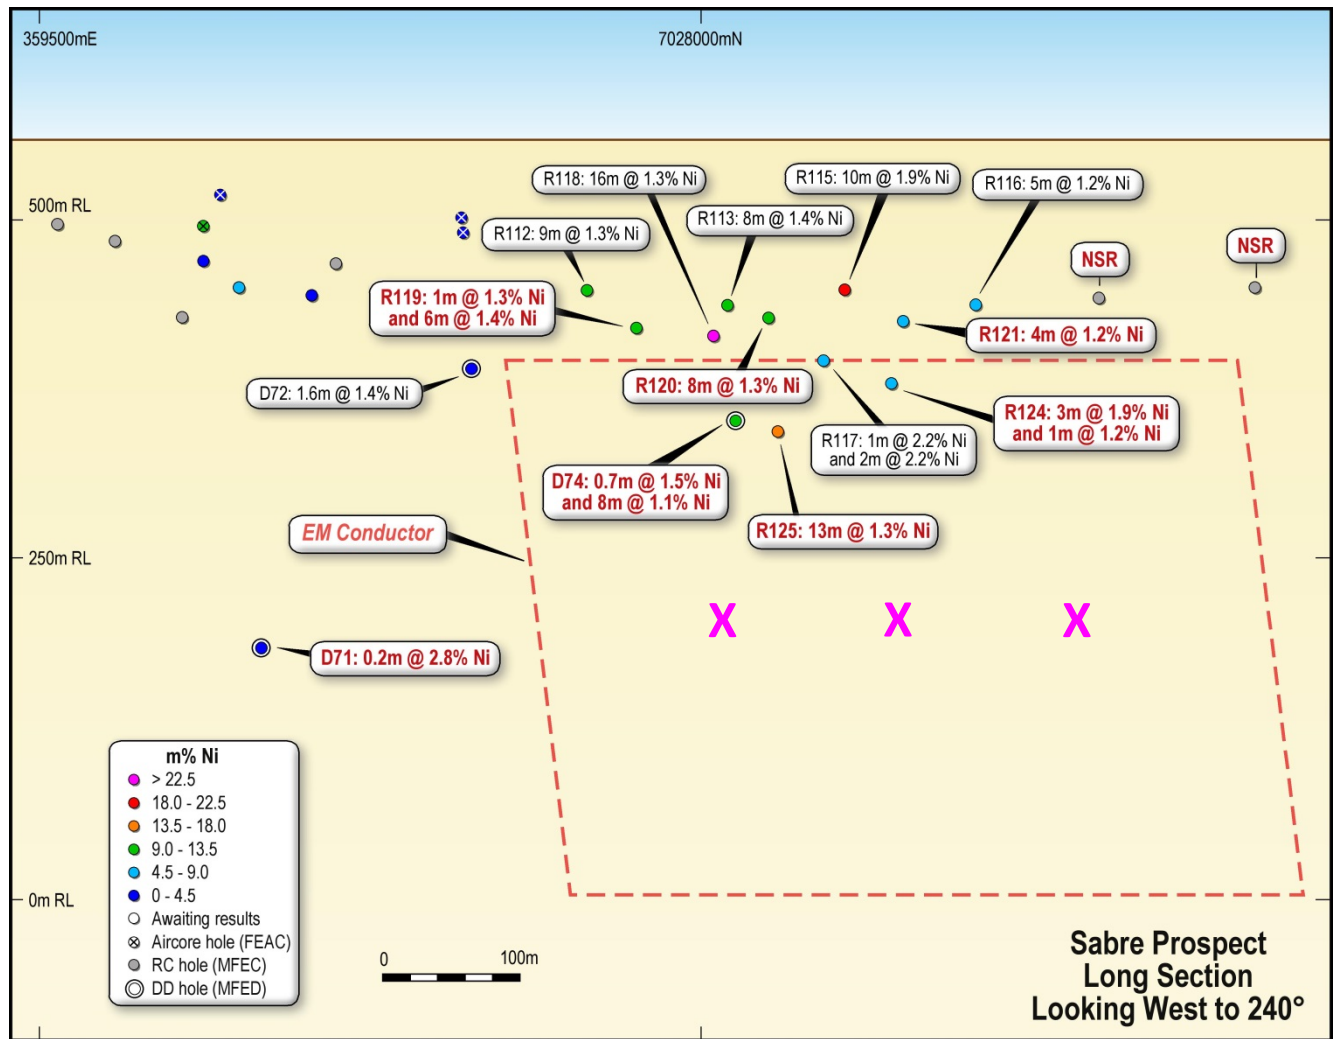 359500mE
7028000mN
R118: 16m @ 1.3% Ni
R115: 10m @ 1.9% Ni
R116: 5m @ 1.2% Ni
500m RL
R112: 9m @ 1.3% Ni
R113: 8m @ 1.4% Ni
NSR
NSR
R119: 1m @ 1.3% Ni
and 6m @ 1.4% Ni
R121: 4m @ 1.2% Ni
D72: 1.6m @ 1.4% Ni
R120: 8m @ 1.3% Ni
R124: 3m @ 1.9% Ni
and 1m @ 1.2% Ni
R117: 1m @ 2.2% Ni
and 2m @ 2.2% Ni
D74: 0.7m @ 1.5% Ni
and 8m @ 1.1% Ni
EM Conductor
R125: 13m @ 1.3% Ni
250m RL
X
X
X
D71: 0.2m @ 2.8% Ni
m% Ni
> 22.5
18.0 - 22.5
13.5 - 18.0
9.0 - 13.5
4.5 - 9.0
0 - 4.5
Awaiting results
Aircore hole (FEAC)
RC hole (MFEC)
DD hole (MFED)
0m RL
0
100m
Sabre Prospect
Long Section
Looking West to 240°